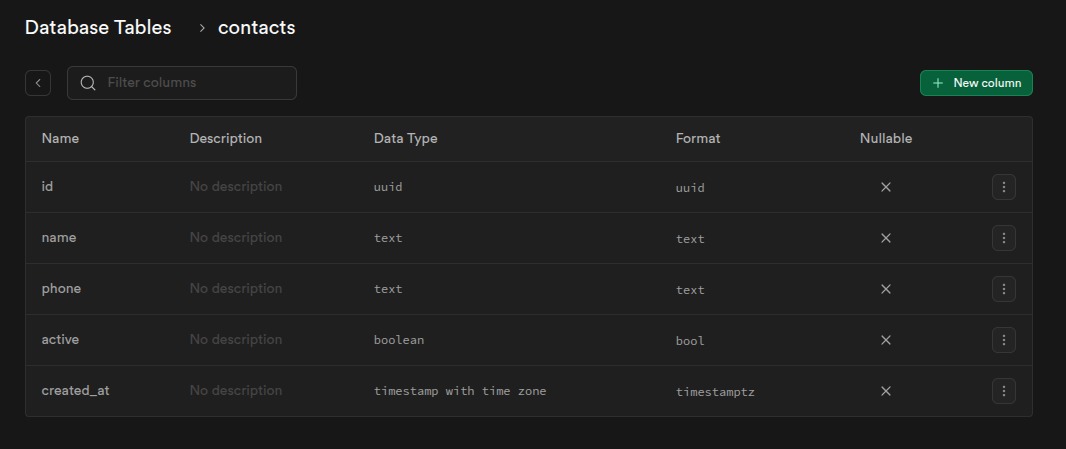 Database Tables > contacts
Filter columns
New column
Name Description Data Type Format Nullable
id No description uuid uuid
name No description text text
phone No description text text
active No description boolean bool
created_at No description timestamp with time zone timestamptz